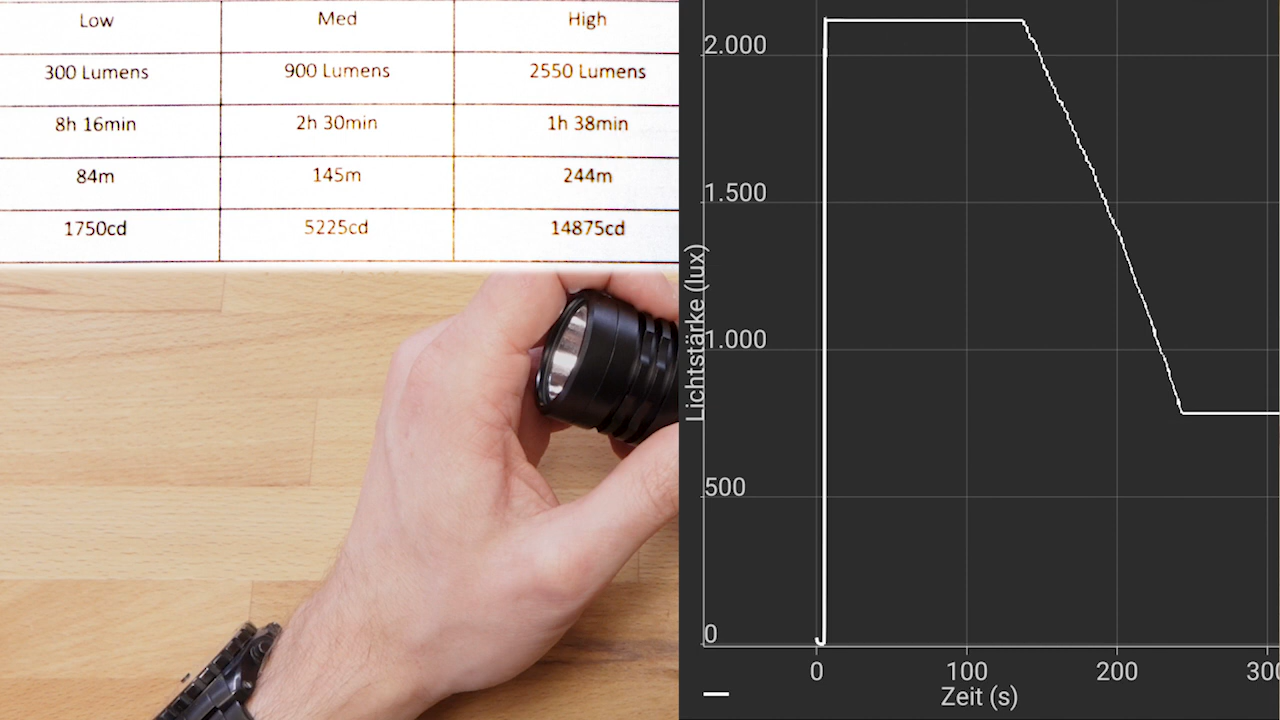 Low Med High
300 Lumens 900 Lumens 2550 Lumens
8h 16min 2h 30min 1h 38min
84m 145m 244m
1750cd 5225cd 14875cd
Lichtstärke (lux)
2.000
1.500
1.000
500
0
0 100 200 300
Zeit (s)